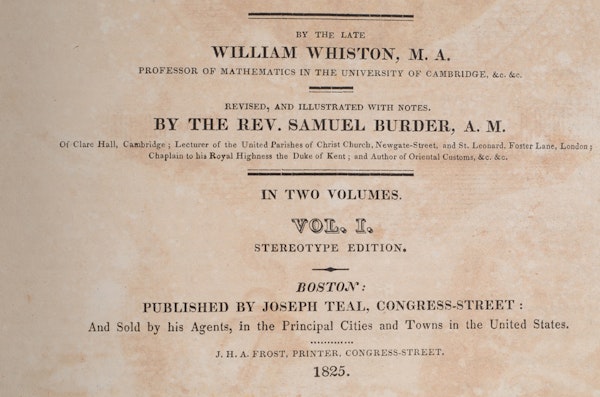 BY THE LATE
WILLIAM WHISTON, M. A.
PROFESSOR OF MATHEMATICS IN THE UNIVERSITY OF CAMBRIDGE, &c. &c.
REVISED, AND ILLUSTRATED WITH NOTES.
BY THE REV. SAMUEL BURDER, A. M.
Of Clare Hall, Cambridge; Lecturer of the United Parishes of Christ Church, Newgate-Street, and St. Leonard, Foster Lane, London;
Chaplain to his Royal Highness the Duke of Kent; and Author of Oriental Customs, &c. &c.
IN TWO VOLUMES.
VOL. I.
STEREOTYPE EDITION.
BOSTON:
PUBLISHED BY JOSEPH TEAL, CONGRESS-STREET:
And Sold by his Agents, in the Principal Cities and Towns in the United States.
J. H. A. FROST, PRINTER, CONGRESS-STREET.
1825.